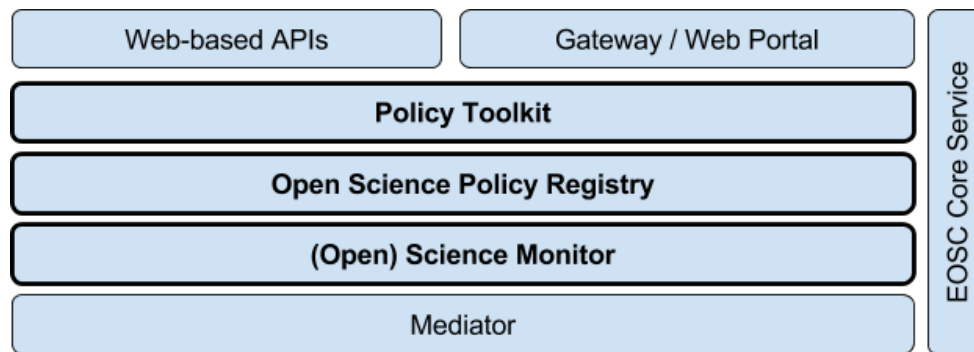 Web-based APIs
Gateway / Web Portal
Policy Toolkit
Open Science Policy Registry
(Open) Science Monitor
Mediator
EOSC Core Service